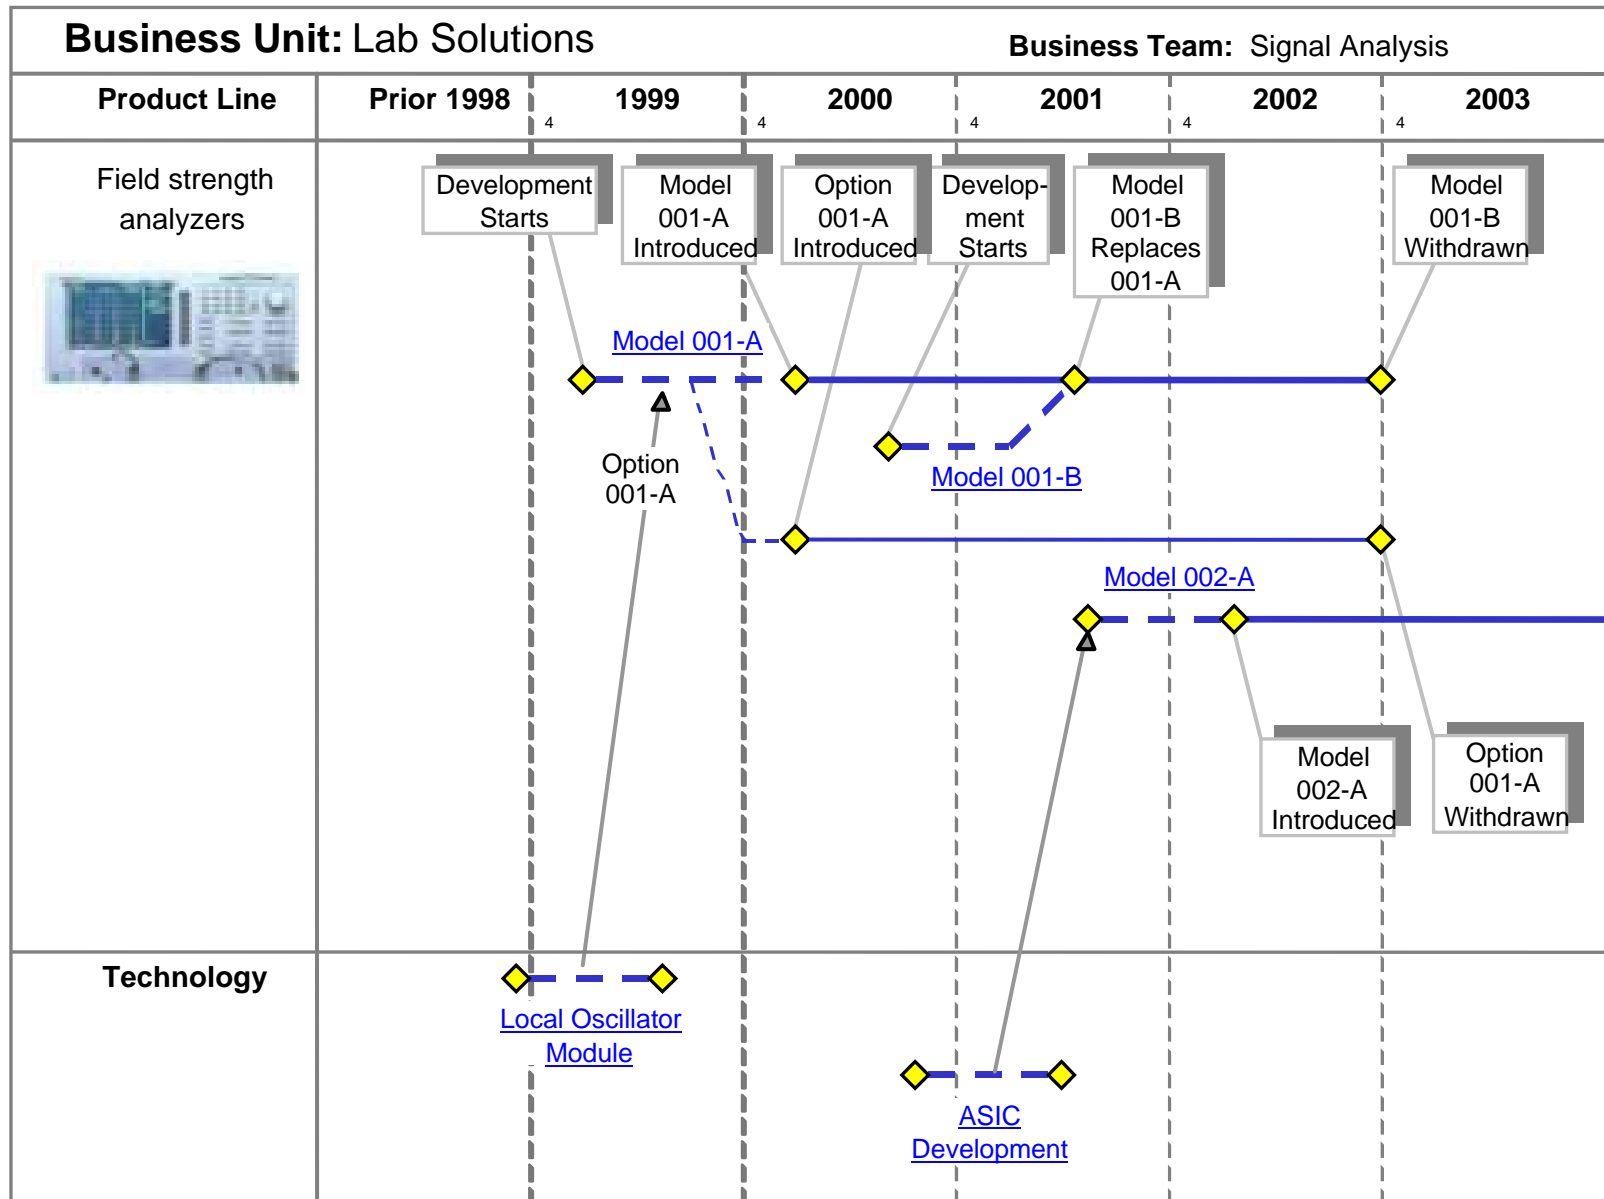 Business Unit: Lab Solutions
Business Team: Signal Analysis
Product Line
Prior 1998
1999
2000
2001
2002
2003
4
4
4
4
4
Field strength
analyzers
Development
Starts
Model
001-A
Introduced
Option
001-A
Introduced
Develop-
ment
Starts
Model
001-B
Replaces
001-A
Model
001-B
Withdrawn
Model 001-A
Option
001-A
Model 001-B
Model 002-A
Model
002-A
Introduced
Option
001-A
Withdrawn
Technology
Local Oscillator
Module
ASIC
Development